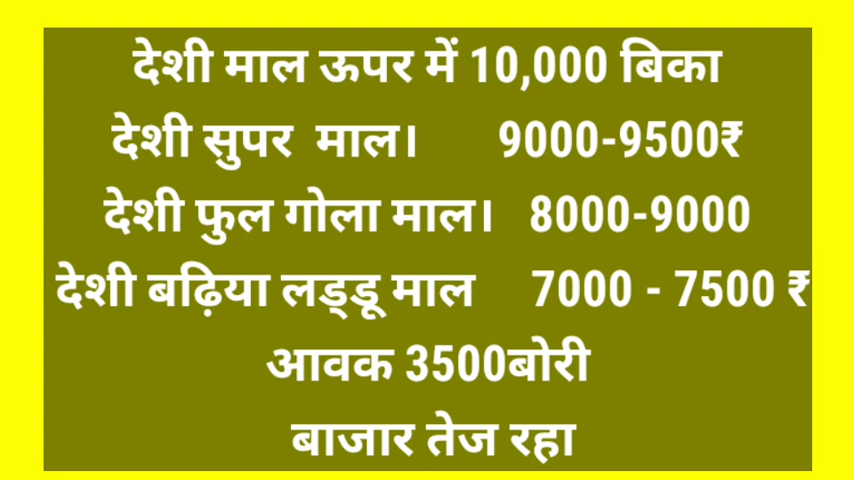 देशी माल ऊपर में 10,000 बिका
देशी सुपर माल। 9000-9500₹
देशी फुल गोला माल। 8000-9000
देशी बढ़िया लड्डू माल 7000 - 7500 ₹
आवक 3500बोरी
बाजार तेज रहा